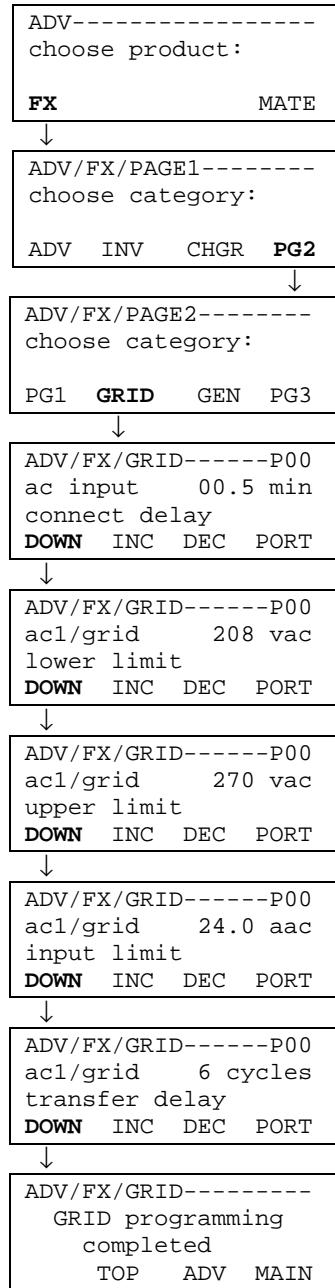 ADV-----------------
choose product:
FX MATE
↓
ADV/FX/PAGE1--------
choose category:
ADV INV CHGR PG2
↓
ADV/FX/PAGE2--------
choose category:
PG1 GRID GEN PG3
↓
ADV/FX/GRID------P00
ac input 00.5 min
connect delay
DOWN INC DEC PORT
↓
ADV/FX/GRID------P00
ac1/grid 208 vac
lower limit
DOWN INC DEC PORT
↓
ADV/FX/GRID------P00
ac1/grid 270 vac
upper limit
DOWN INC DEC PORT
↓
ADV/FX/GRID------P00
ac1/grid 24.0 aac
input limit
DOWN INC DEC PORT
↓
ADV/FX/GRID------P00
ac1/grid 6 cycles
transfer delay
DOWN INC DEC PORT
↓
ADV/FX/GRID---------
GRID programming
completed
TOP ADV MAIN